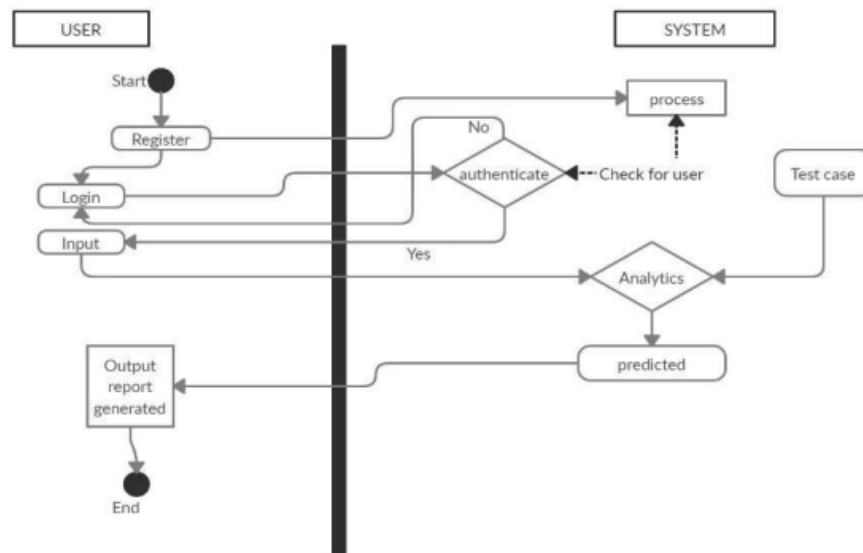 USER
SYSTEM
Start
process
Register
No
authenticate
Check for user
Test case
Login
Input
Yes
Analytics
Output
report
generated
predicted
End